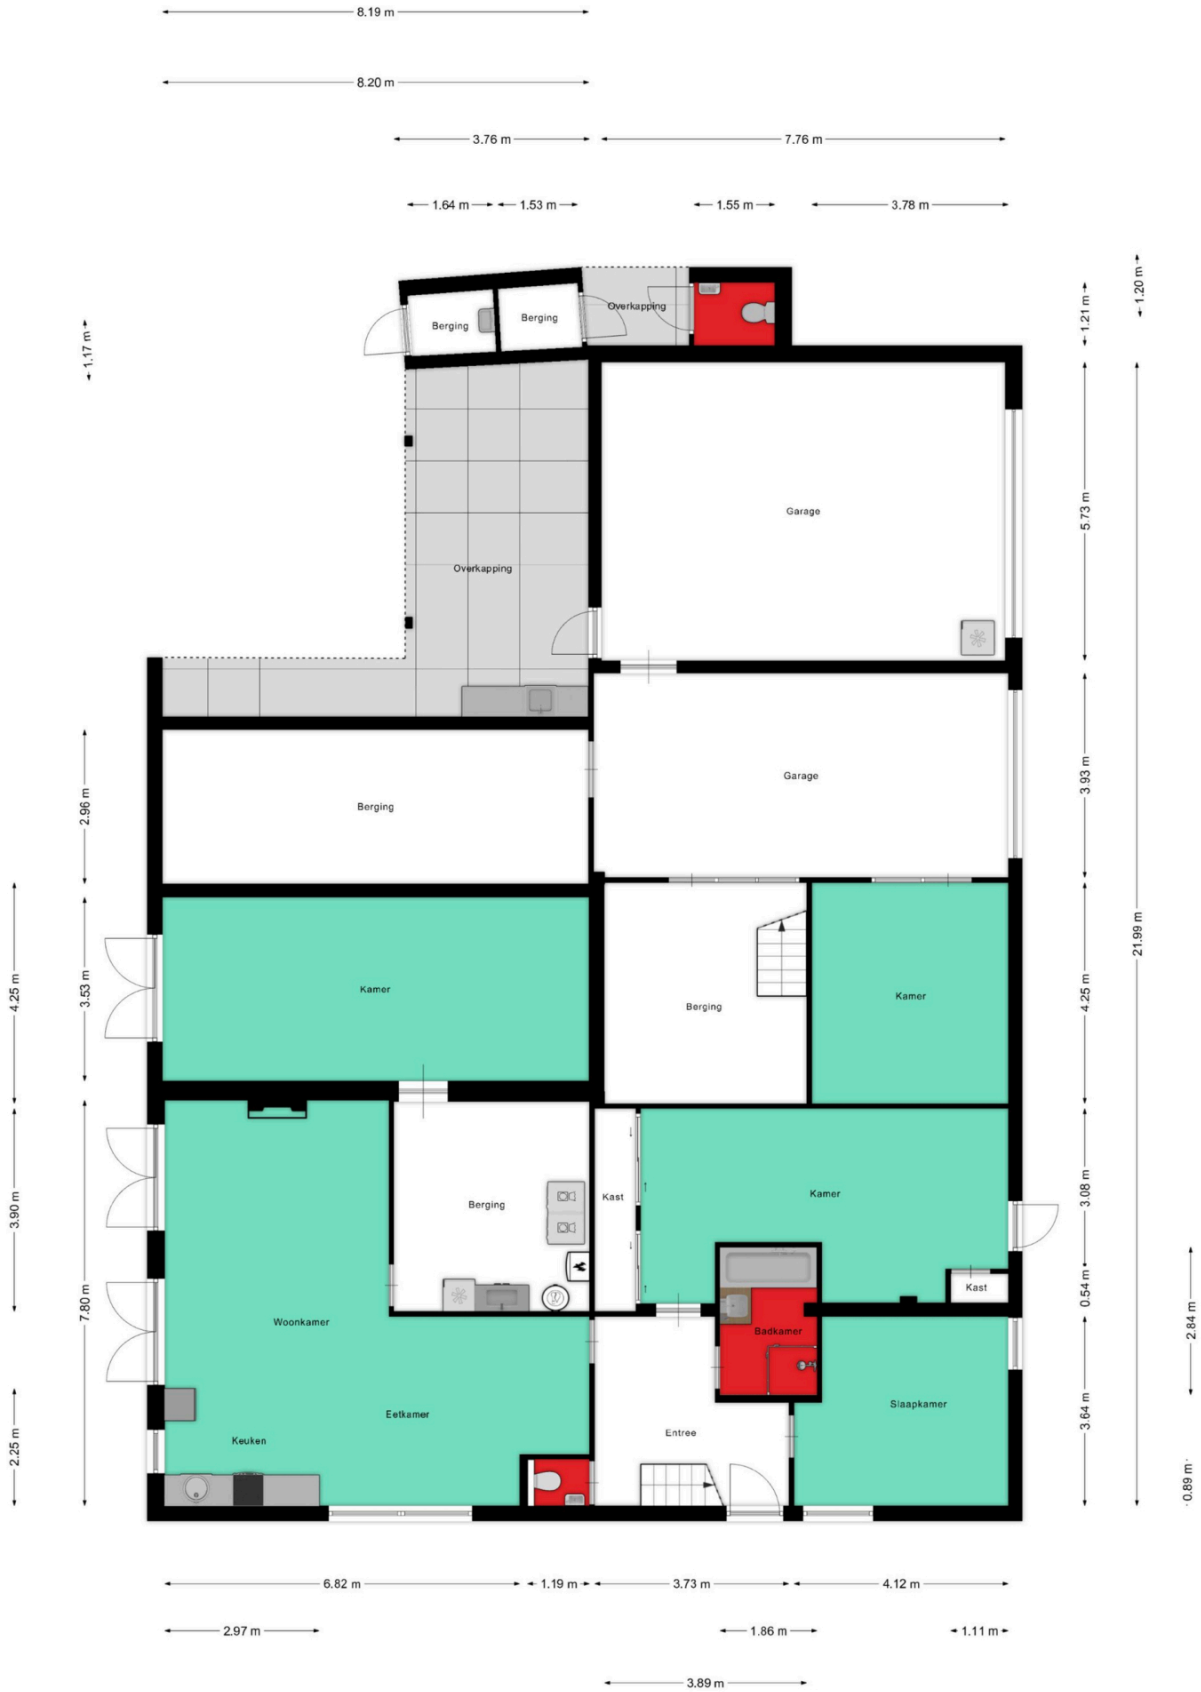 8.19 m
8.20 m
3.76 m
7.76 m
1.64 m
1.53 m
1.55 m
3.78 m
1.20 m
1.21 m
1.17 m
Overkapping
Berging
Berging
5.73 m
Garage
Overkapping
Garage
3.93 m
2.96 m
Berging
21.99 m
4.25 m
3.53 m
Kamer
Kamer
4.25 m
Berging
3.90 m
Kast
Kamer
3.08 m
Berging
Kast
0.54 m
2.84 m
7.80 m
Woonkamer
Badkamer
Slaapkamer
3.64 m
Eetkamer
Entree
Keuken
2.25 m
0.89 m
6.82 m
1.19 m
3.73 m
4.12 m
2.97 m
1.86 m
1.11 m
3.89 m